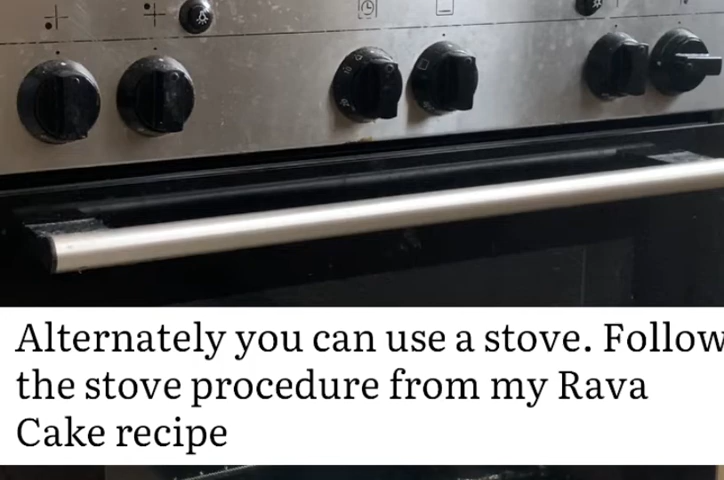 Alternately you can use a stove. Follow
the stove procedure from my Rava
Cake recipe